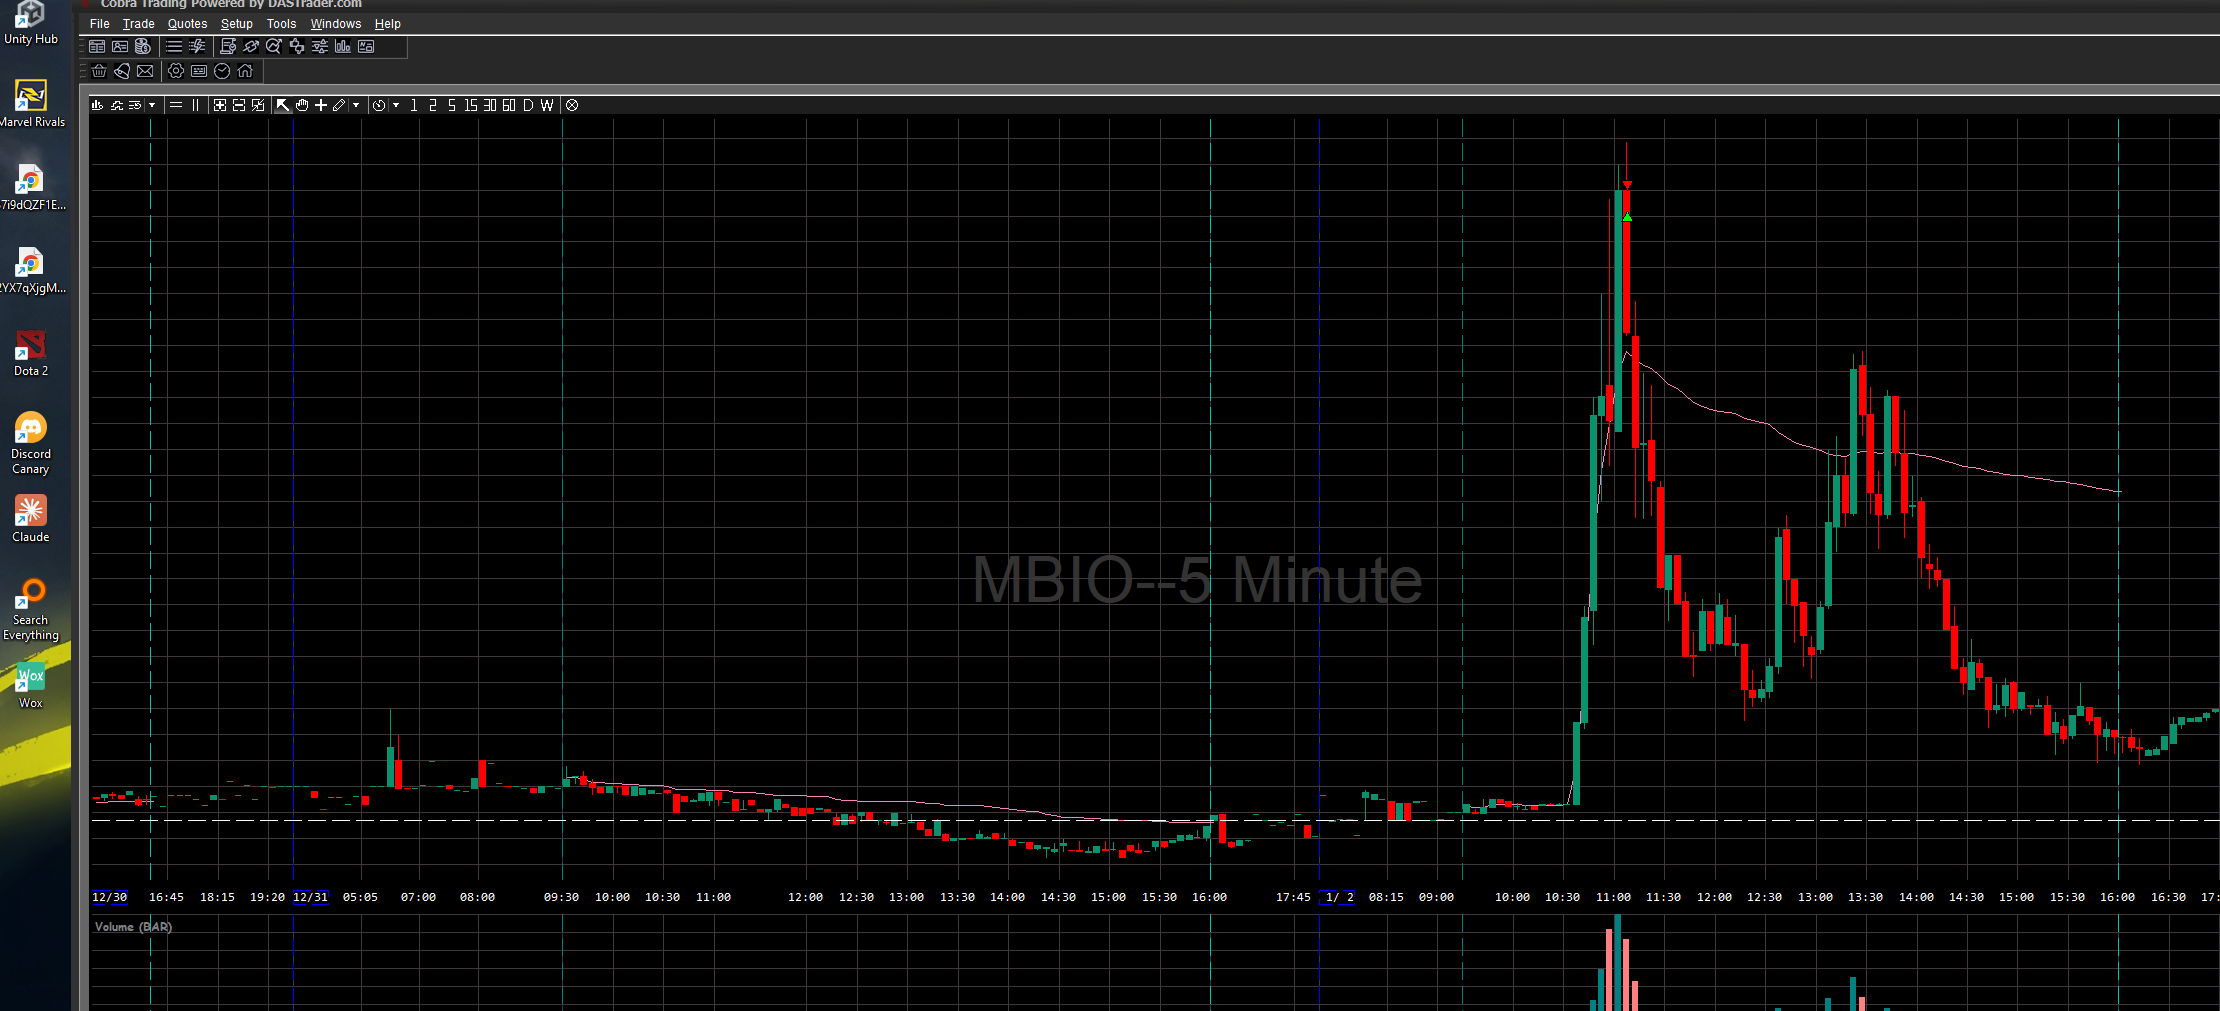 Cobra Trading Powered by DASTrader.com
File Trade Quotes Setup Tools Windows Help
1 2 5 15 30 60 D W
Unity Hub
Marvel Rivals
7i9dQZF1E...
YX7qXjgM...
Dota 2
Discord
Canary
Claude
Search
Everything
Wox
Wox
MBIO--5 Minute
12/30 16:45 18:15 19:20 12/31 05:05 07:00 08:00 09:30 10:00 10:30 11:00 12:00 12:30 13:00 13:30 14:00 14:30 15:00 15:30 16:00 17:45 1/ 2 08:15 09:00 10:00 10:30 11:00 11:30 12:00 12:30 13:00 13:30 14:00 14:30 15:00 15:30 16:00 16:30 17:
Volume (BAR)